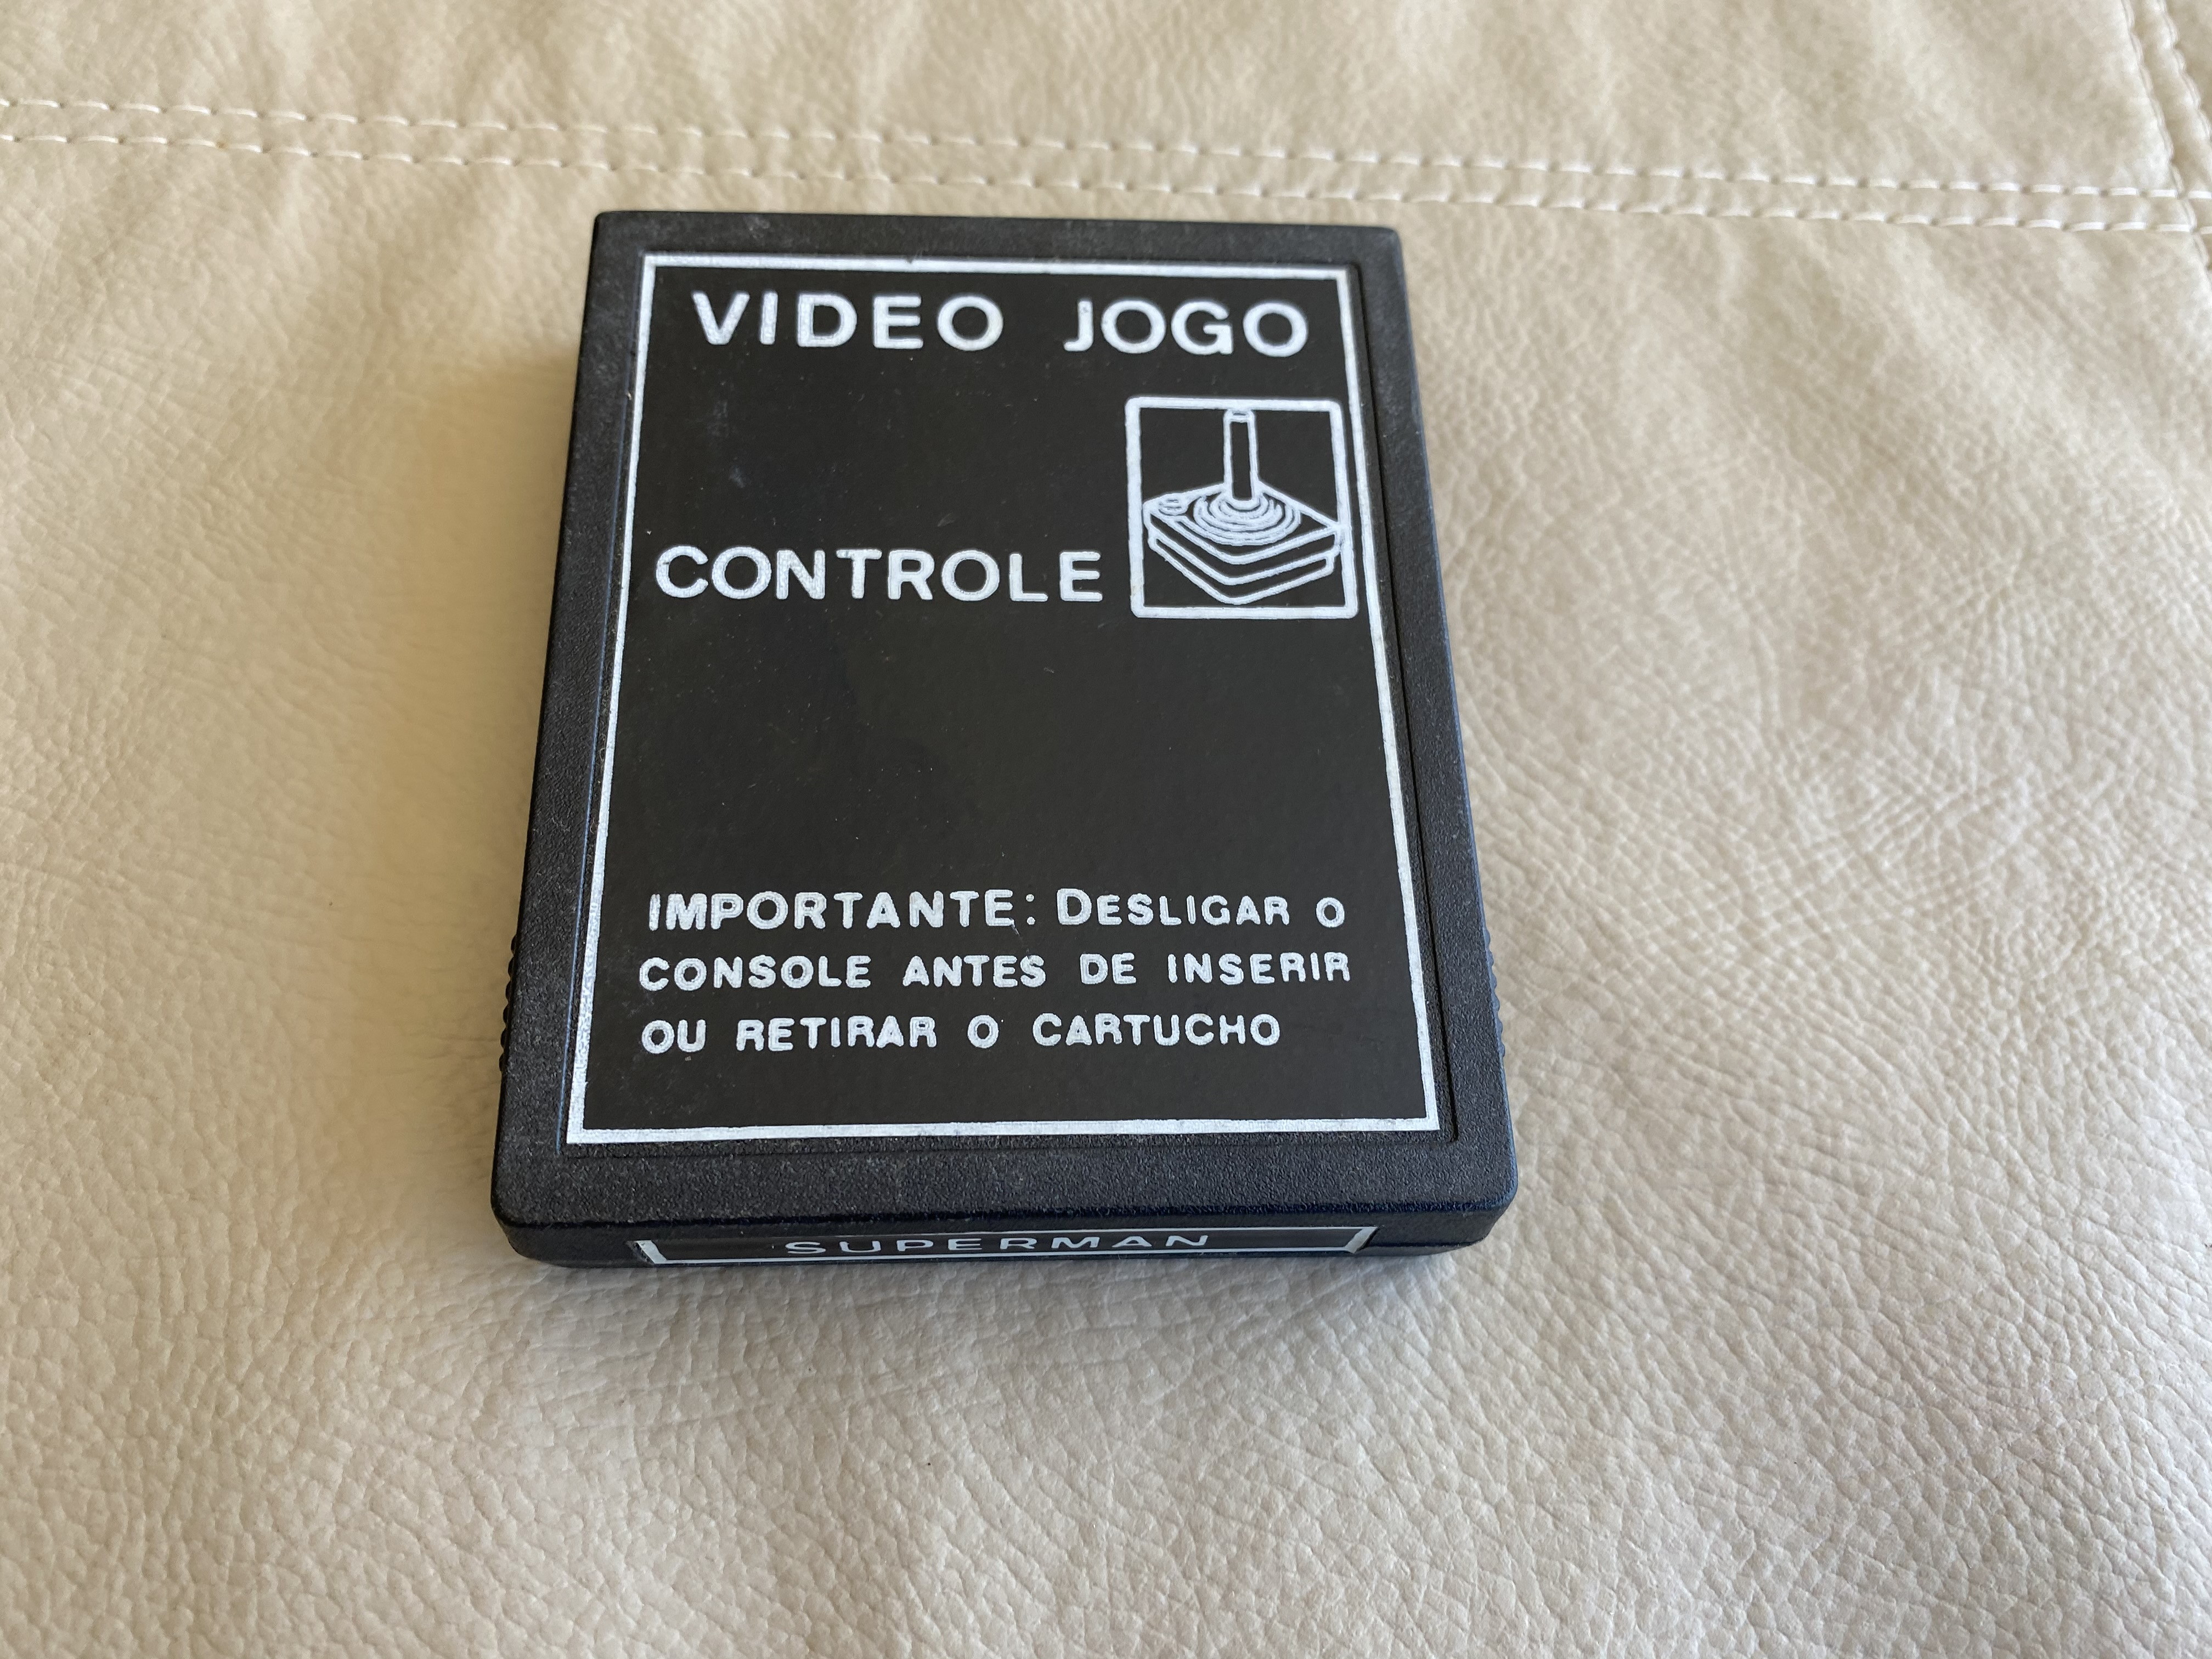 VIDEO JOGO
CONTROLE
IMPORTANTE: DESLIGAR O
CONSOLE ANTES DE INSERIR
OU RETIRAR O CARTUCHO
SUPERMAN